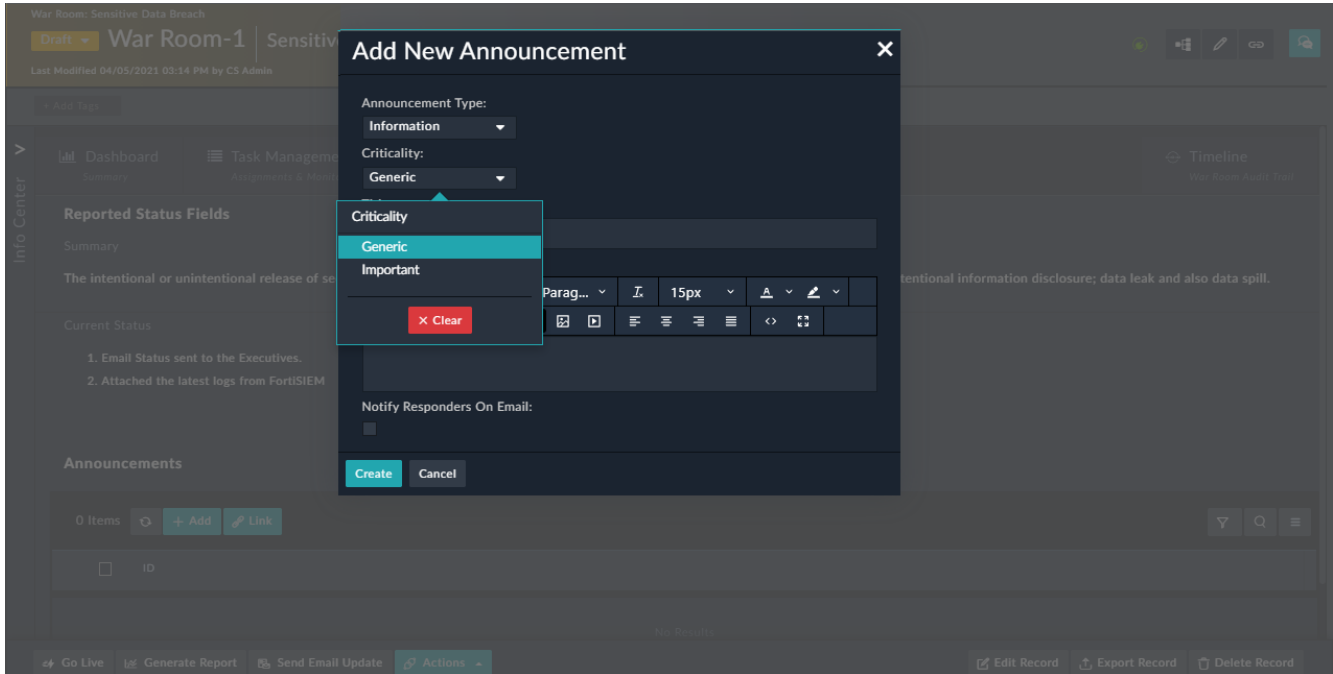 War Room: Sensitive Data Breach
Draft War Room-1 Sensitiv
Last Modified 04/05/2021 03:14 PM by CS Admin
+ Add Tags
Info Center
Dashboard
Summary
Task Manageme
Assignments &
Timeline
War Room Audit Trail
Reported Status Fields
Summary
The intentional or unintentional release of se
tentional information disclosure; data leak and also data spill.
Current Status
1. Email Status sent to the Executives.
2. Attached the latest logs from FortiSIEM
Announcements
0 Items + Add Link
ID
No Results
Go Live Generate Report Send Email Update Actions
Edit Record Export Record Delete Record
Add New Announcement
Announcement Type:
Information
Criticality:
Generic
Criticality
Generic
Important
× Clear
Parag... 15px A
Notify Responders On Email:
Create Cancel